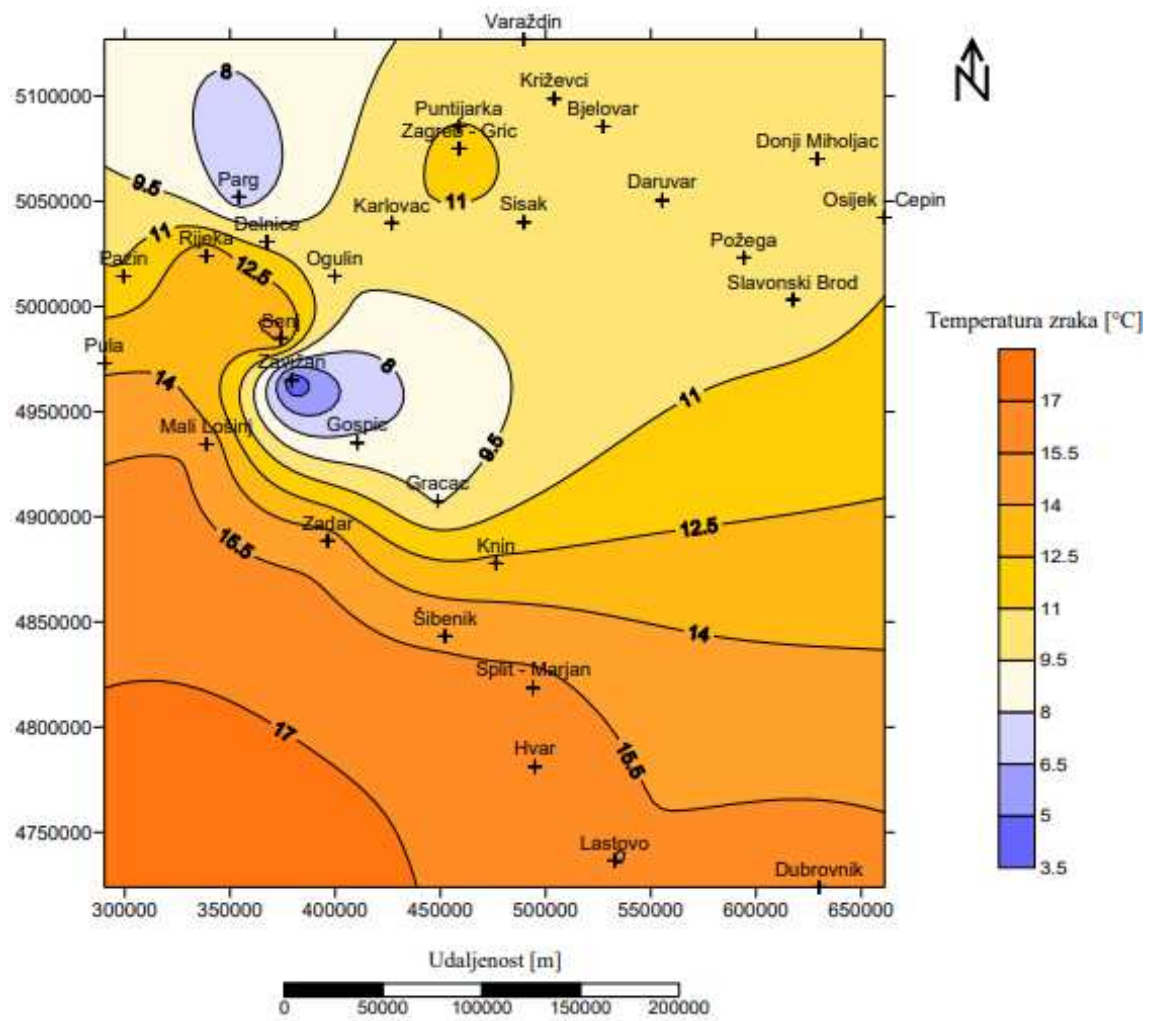 Varaždin
N
5100000
8
Križevci
Puntijarka
Bjelovar
Zagreb - Gric
Donji Miholjac
9.5
Parg
Daruvar
5050000
Karlovac
11
Sisak
Osijek - Cepin
Delnice
11
Rijeka
Požega
Pazin
12.5
Ogulin
Slavonski Brod
5000000
Senj
Temperatura zraka [°C]
Pula
Zavižan
8
14
11
17
4950000
Mali Lošinj
Gospic
9.5
15.5
Gracac
14
4900000
Zadar
12.5
15.5
Knin
12.5
11
4850000
Šibenik
14
9.5
Split - Marjan
8
4800000
17
15.5
6.5
Hvar
5
4750000
Lastovo
Dubrovnik
3.5
300000 350000 400000 450000 500000 550000 600000 650000
Udaljenost [m]
0 50000 100000 150000 200000